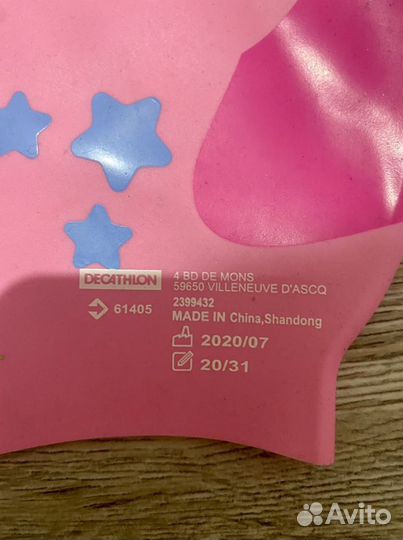 DECATHLON
4 BD DE MONS
59650 VILLENEUVE D'ASCQ
61405
2399432
MADE IN China,Shandong
2020/07
20/31
Avito